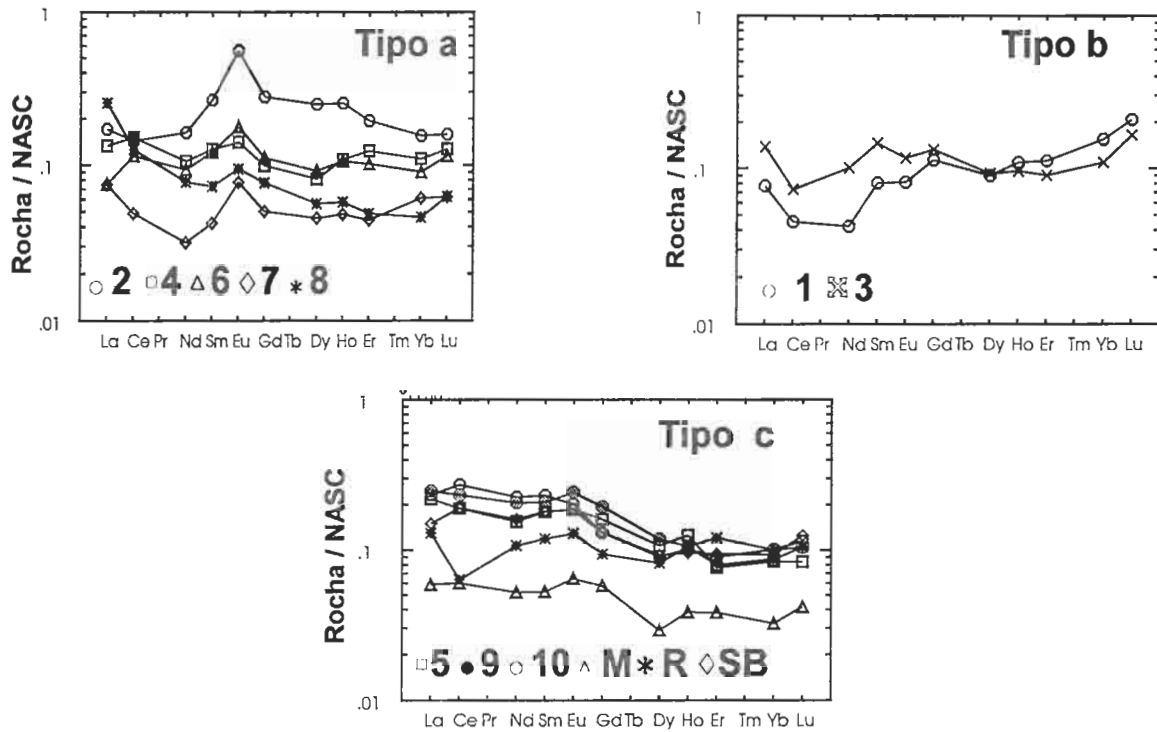 1
Tipo a
Rocha / NASC
0.1
2 4 6 7 8
.01
La Ce Pr Nd Sm Eu Gd Tb Dy Ho Er Tm Yb Lu
1
Tipo b
Rocha / NASC
0.1
1 3
.01
La Ce Pr Nd Sm Eu Gd Tb Dy Ho Er Tm Yb Lu
1
Tipo c
Rocha / NASC
0.1
5 9 10 M R SB
.01
La Ce Pr Nd Sm Eu Gd Tb Dy Ho Er Tm Yb Lu